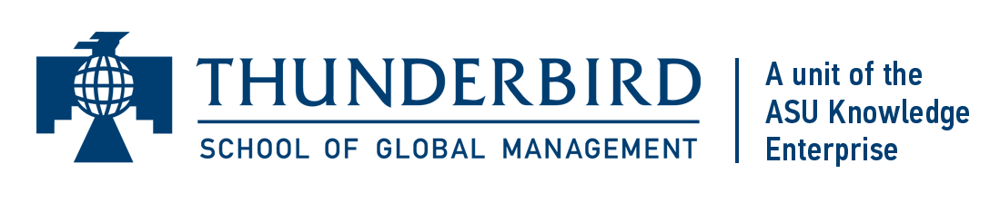 THUNDERBIRD
SCHOOL OF GLOBAL MANAGEMENT
A unit of the
ASU Knowledge
Enterprise